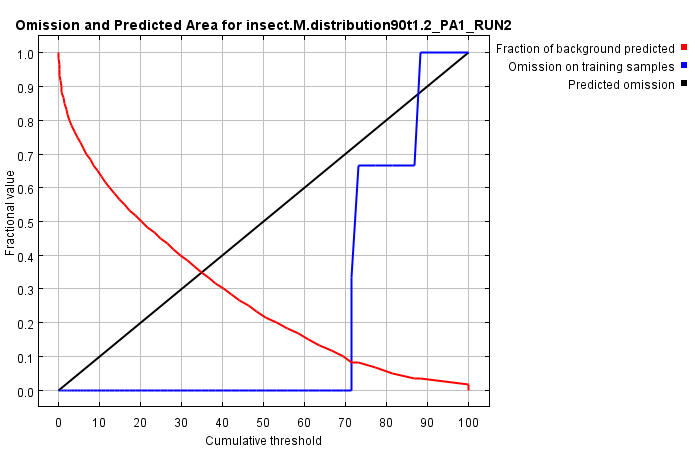 Omission and Predicted Area for insect.M.distribution90t1.2_PA1_RUN2
Fraction of background predicted
Omission on training samples
Predicted omission
Fractional value
1.0
0.9
0.8
0.7
0.6
0.5
0.4
0.3
0.2
0.1
0.0
0 10 20 30 40 50 60 70 80 90 100
Cumulative threshold